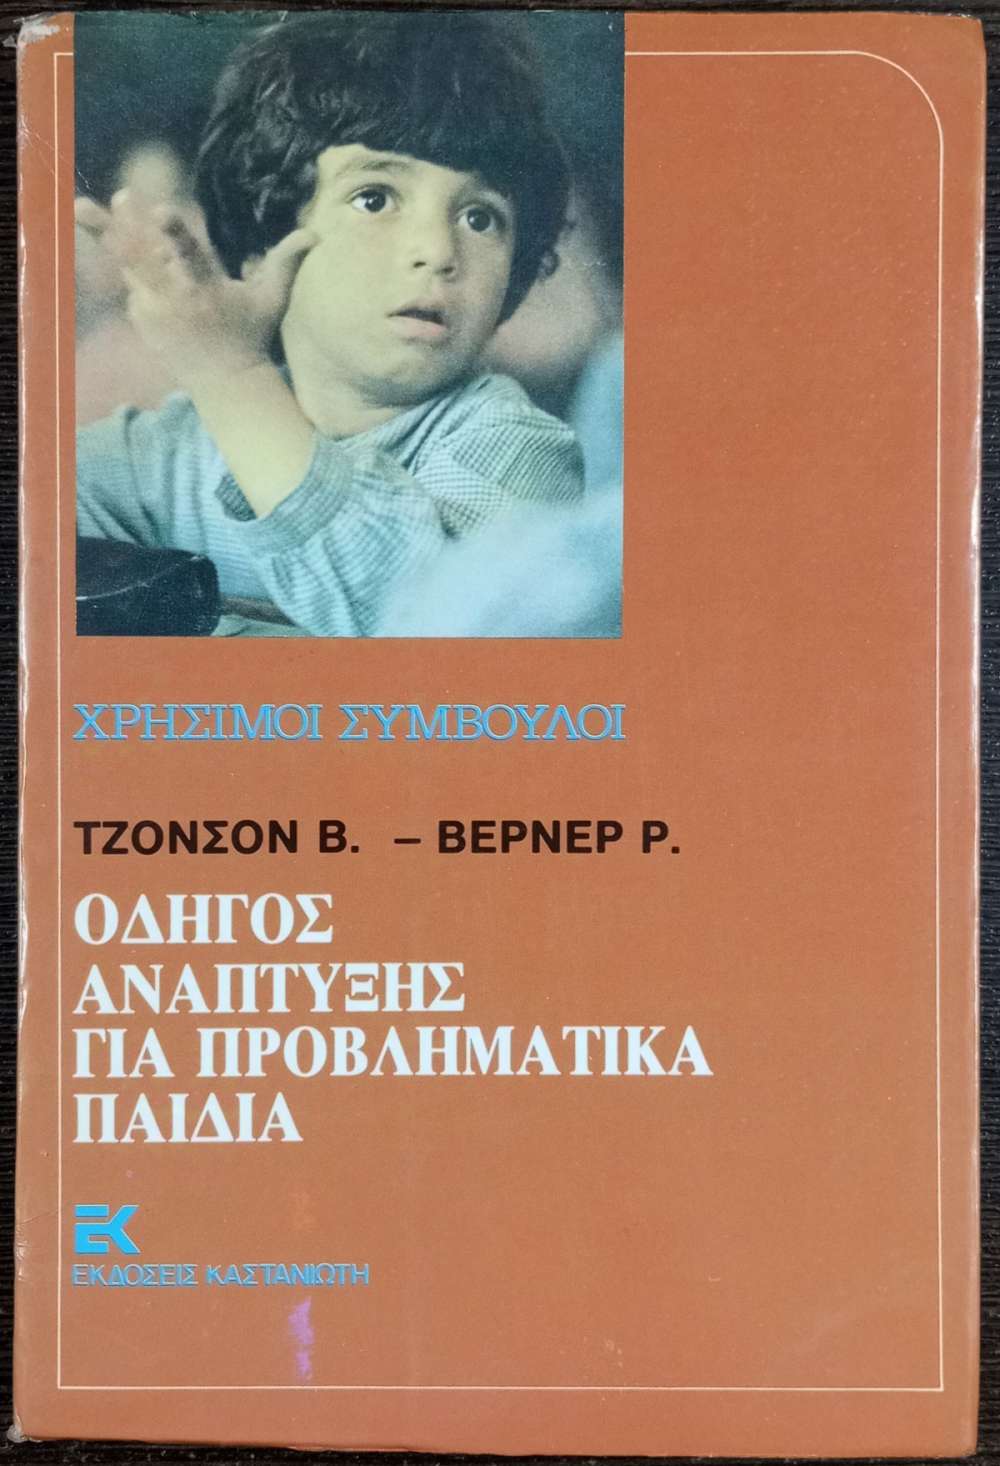 ΧΡΗΣΙΜΟΙ ΣΥΜΒΟΥΛΟΙ
ΤΖΟΝΣΟΝ Β. – ΒΕΡΝΕΡ Ρ.
ΟΔΗΓΟΣ
ΑΝΑΠΤΥΞΗΣ
ΓΙΑ ΠΡΟΒΛΗΜΑΤΙΚΑ
ΠΑΙΔΙΑ
ΕΚ
ΕΚΔΟΣΕΙΣ ΚΑΣΤΑΝΙΩΤΗ